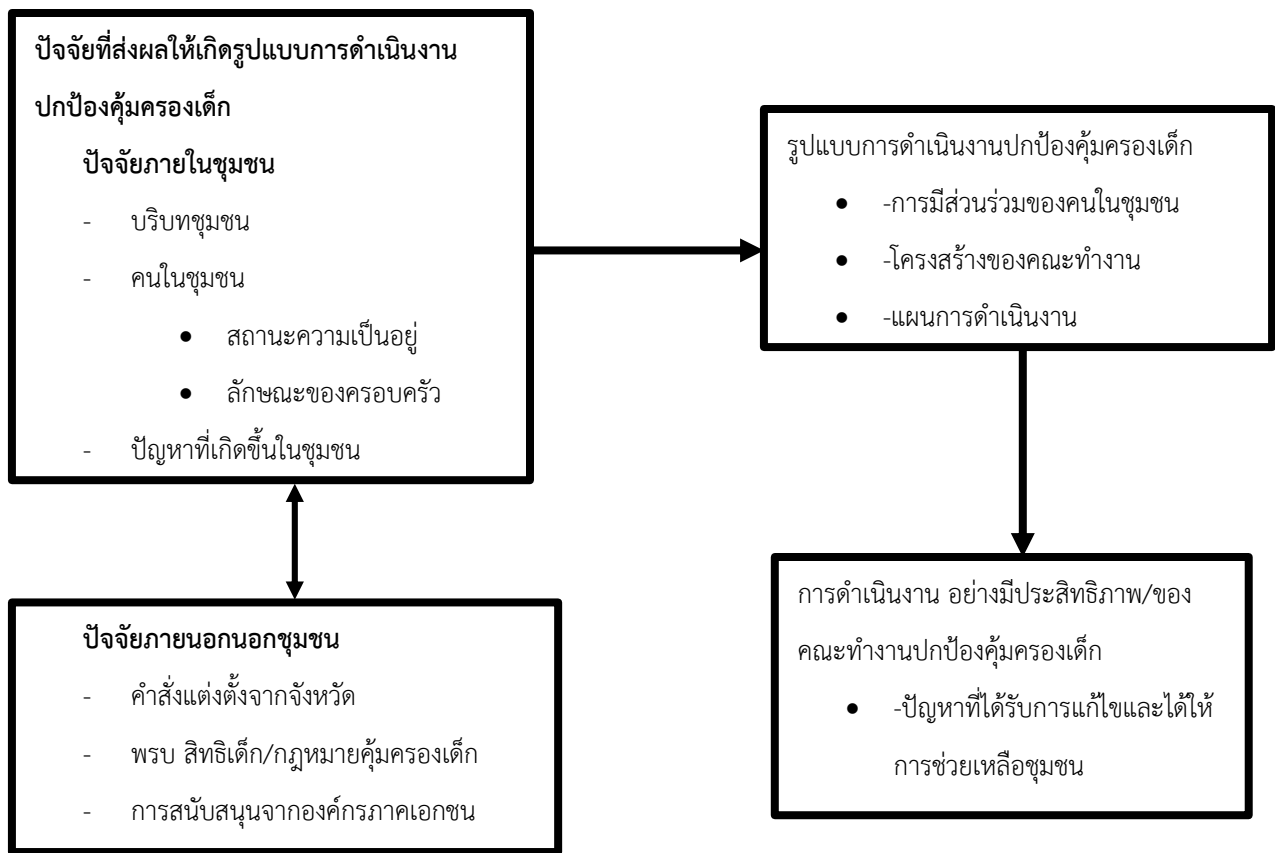 ปัจจัยที่ส่งผลให้เกิดรูปแบบการดำเนินงาน
ปกป้องคุ้มครองเด็ก
ปัจจัยภายในชุมชน
- บริบทชุมชน
- คนในชุมชน
● สถานะความเป็นอยู่
● ลักษณะของครอบครัว
- ปัญหาที่เกิดขึ้นในชุมชน
ปัจจัยภายนอกนอกชุมชน
- คำสั่งแต่งตั้งจากจังหวัด
- พรบ สิทธิเด็ก/กฎหมายคุ้มครองเด็ก
- การสนับสนุนจากองค์กรภาคเอกชน
รูปแบบการดำเนินงานปกป้องคุ้มครองเด็ก
● -การมีส่วนร่วมของคนในชุมชน
● -โครงสร้างของคณะทำงาน
● -แผนการดำเนินงาน
การดำเนินงาน อย่างมีประสิทธิภาพ/ของ
คณะทำงานปกป้องคุ้มครองเด็ก
● -ปัญหาที่ได้รับการแก้ไขและได้ให้
การช่วยเหลือชุมชน